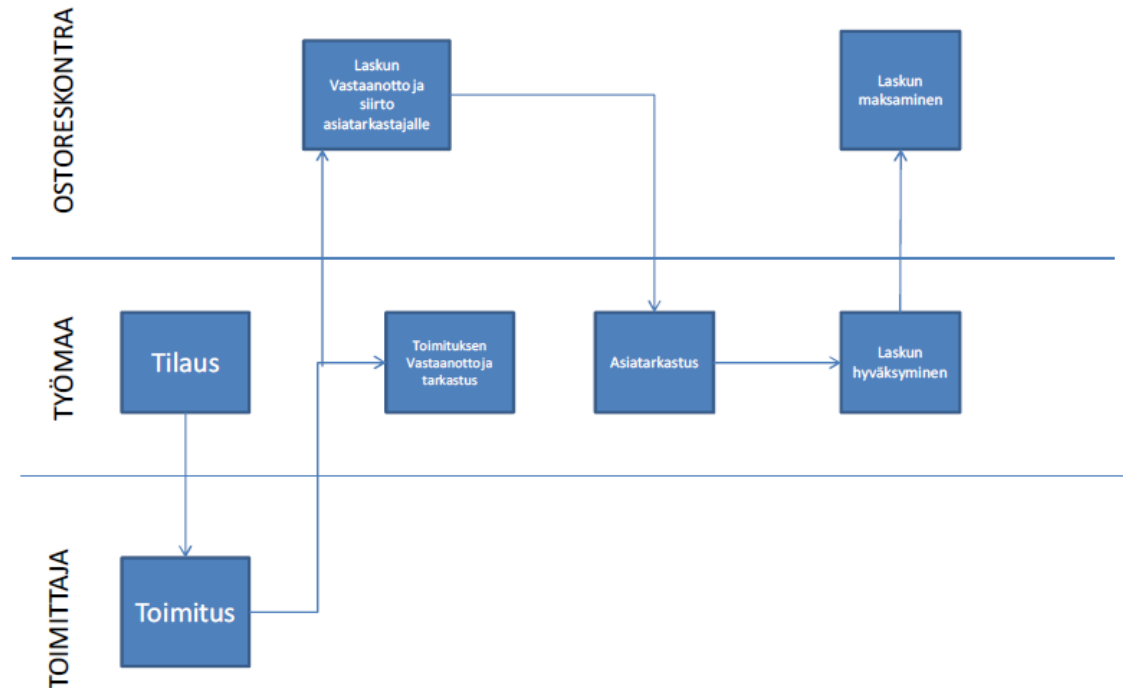 OSTORESKONTRA
Laskun
Vastaanotto ja
siirto
asiatarkastajalle
Laskun
maksaminen
TYÖMAA
Tilaus
Toimituksen
Vastaanotto ja
tarkastus
Asiatarkastus
Laskun
hyväksyminen
TOIMITTAJA
Toimitus